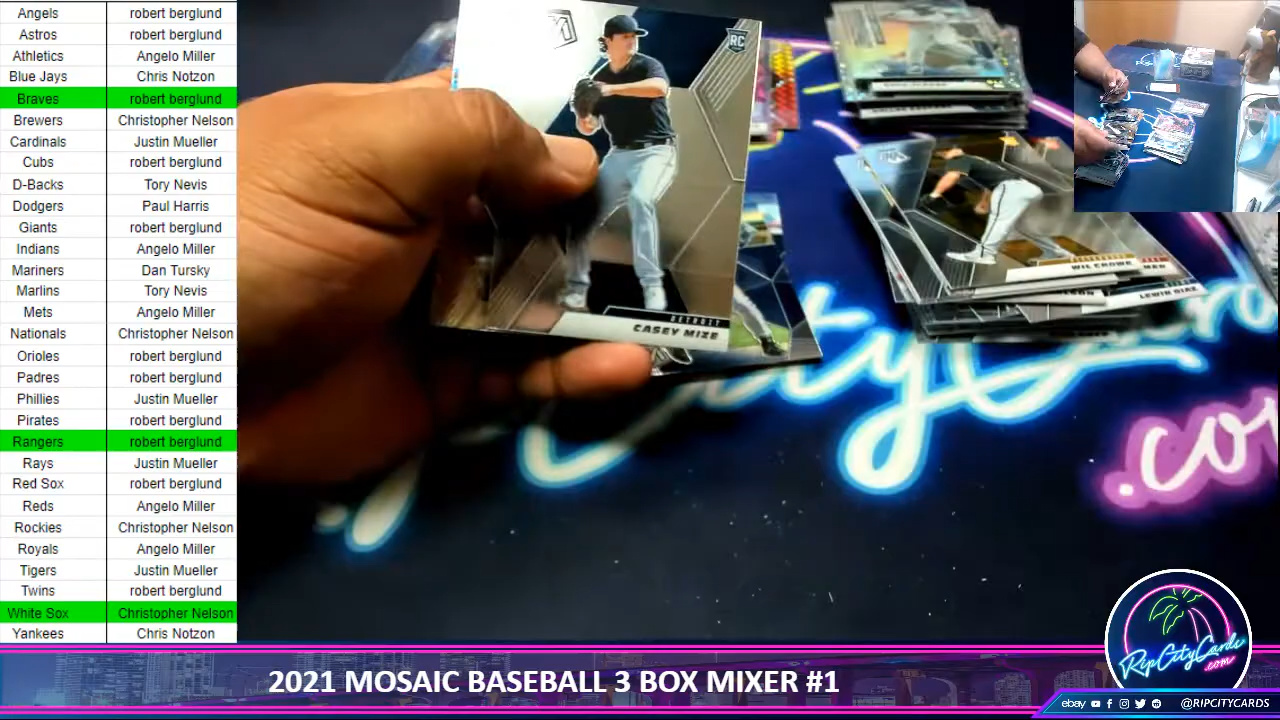 Angels robert berglund
Astros robert berglund
Athletics Angelo Miller
Blue Jays Chris Notzon
Braves robert berglund
Brewers Christopher Nelson
Cardinals Justin Mueller
Cubs robert berglund
D-Backs Tory Nevis
Dodgers Paul Harris
Giants robert berglund
Indians Angelo Miller
Mariners Dan Tursky
Marlins Tory Nevis
Mets Angelo Miller
Nationals Christopher Nelson
Orioles robert berglund
Padres robert berglund
Phillies Justin Mueller
Pirates robert berglund
Rangers robert berglund
Rays Justin Mueller
Red Sox robert berglund
Reds Angelo Miller
Rockies Christopher Nelson
Royals Angelo Miller
Tigers Justin Mueller
Twins robert berglund
White Sox Christopher Nelson
Yankees Chris Notzon
RC
DETROIT
CASEY MIZE
WIL CROWE
LEWIN DIAZ
.co
RipCityCards
.com
2021 MOSAIC BASEBALL 3 BOX MIXER #1
ebay @RIPCITYCARDS